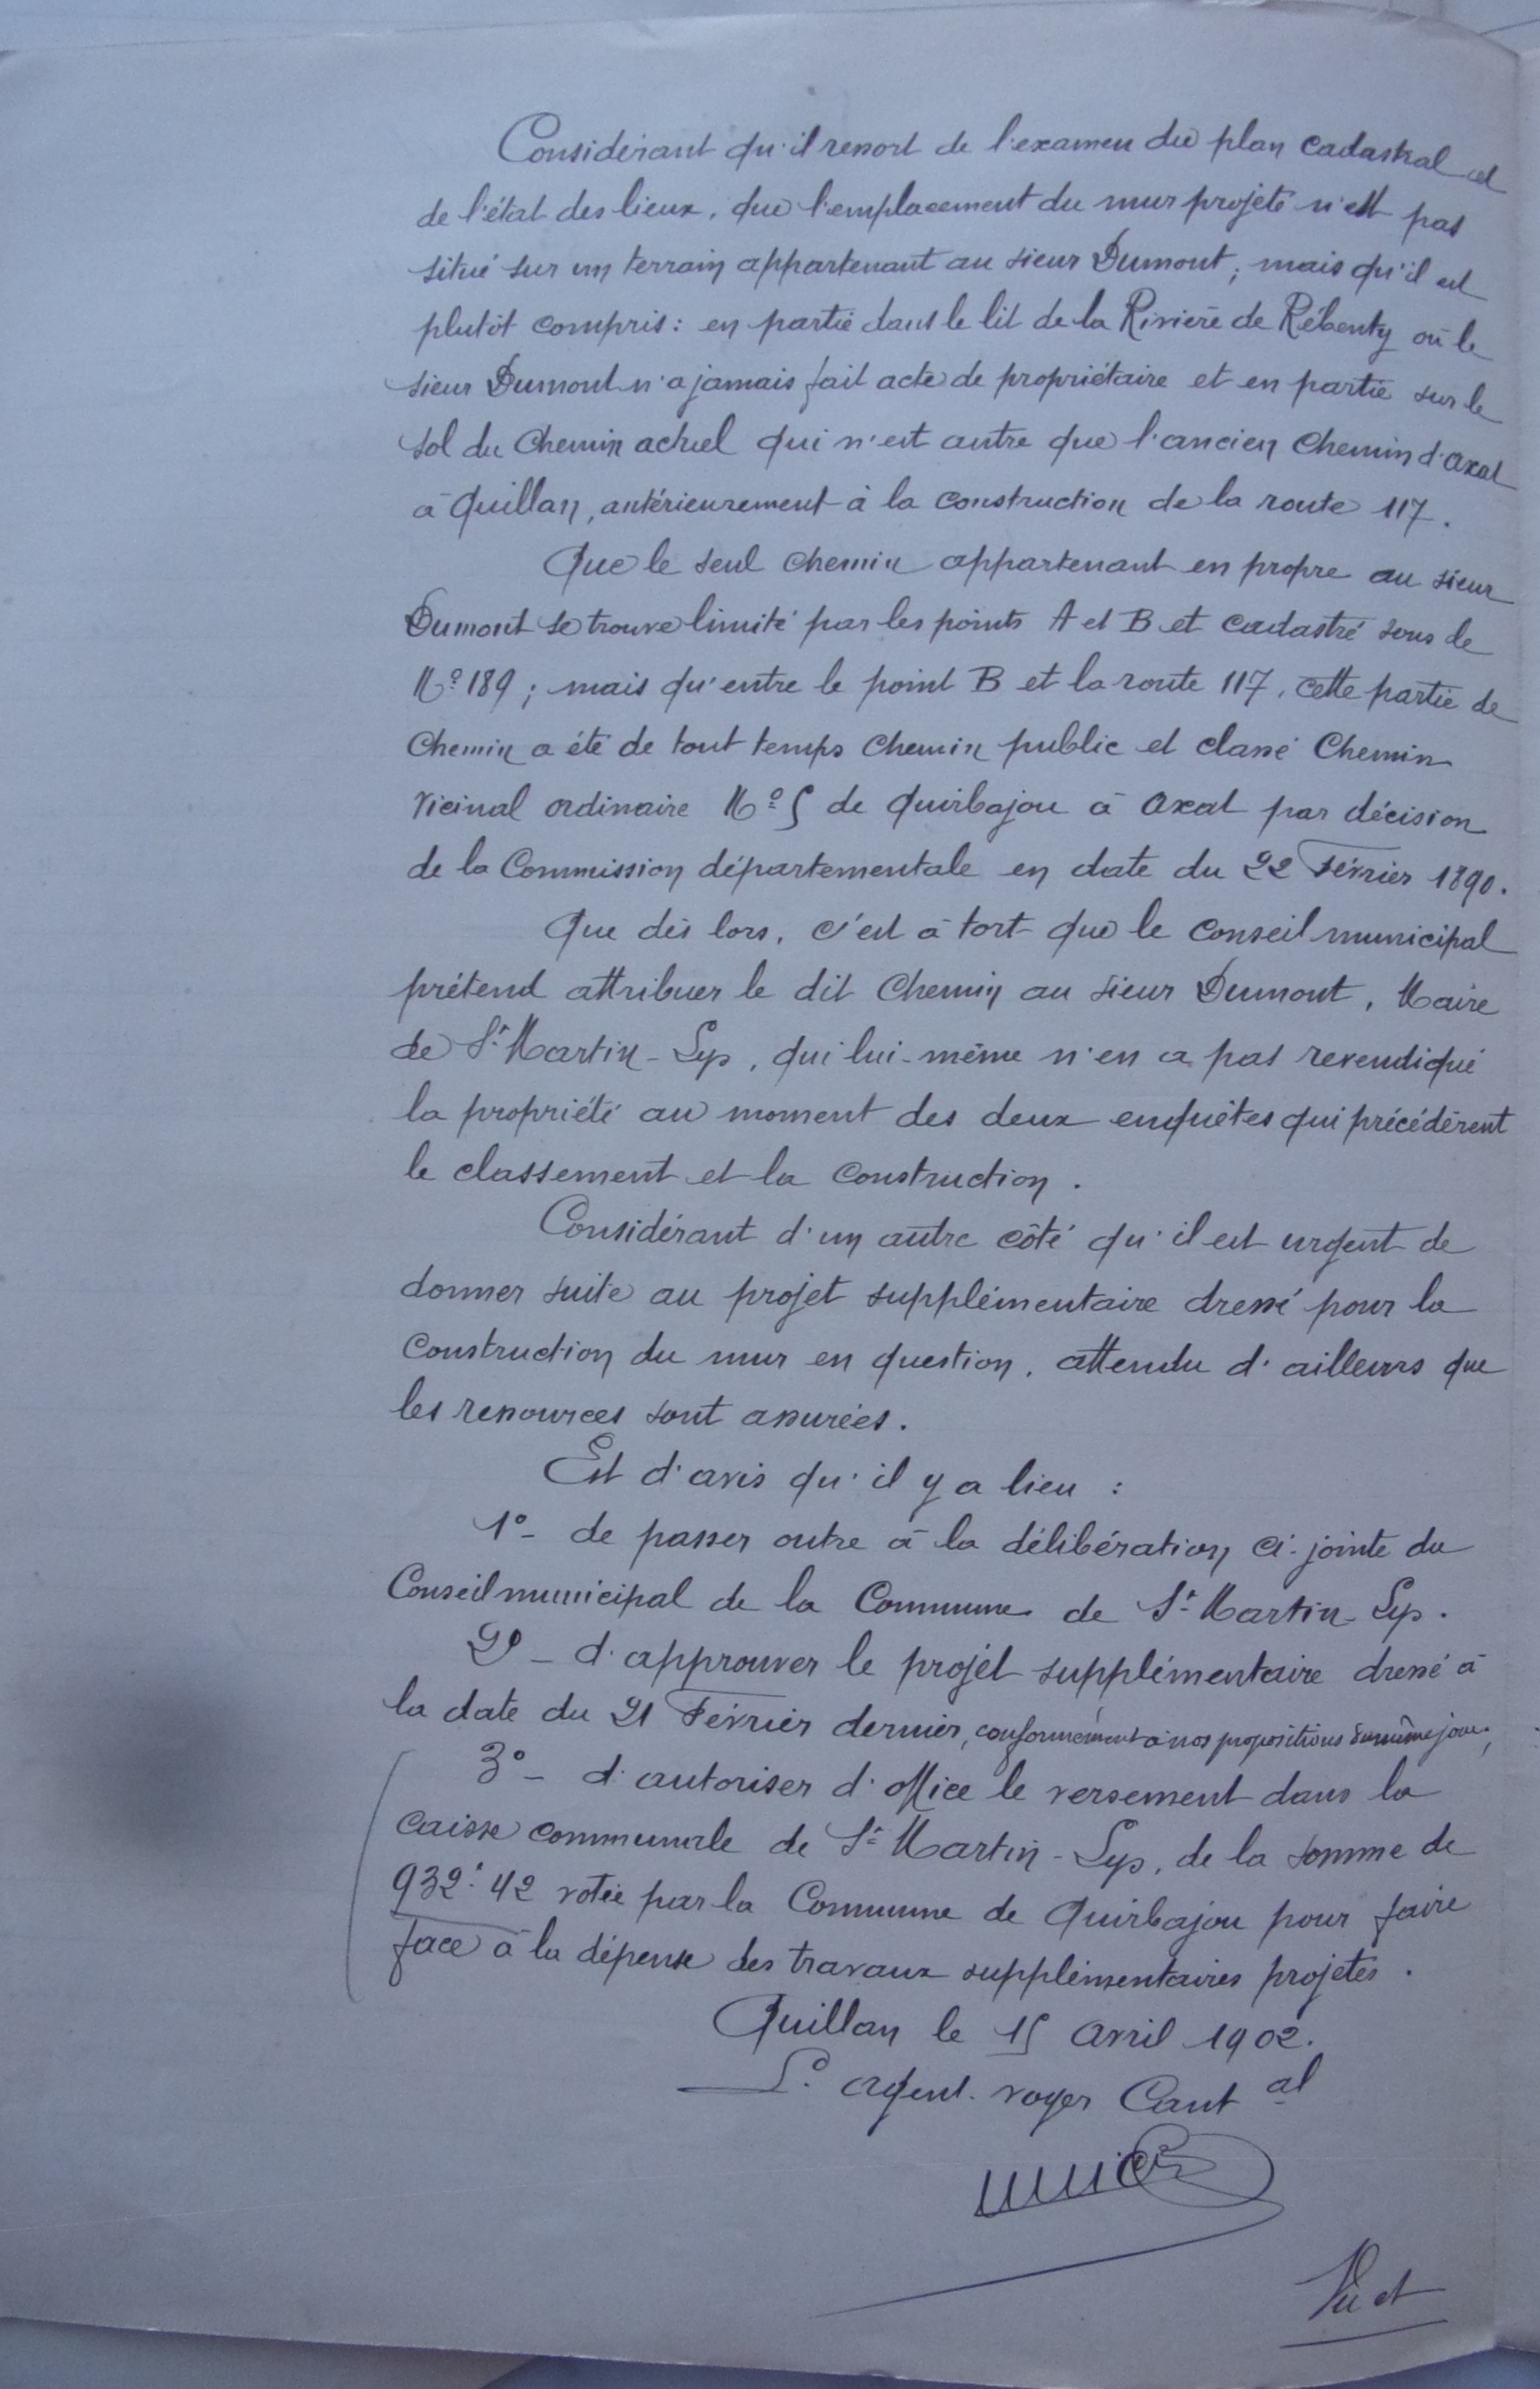 Considérant qu'il ressort de l'examen du plan cadastral et
de l'état des lieux, que l'emplacement du mur projeté n'est pas
situé sur un terrain appartenant au sieur Dumont; mais qu'il est
plutôt compris: en partie dans le lit de la Rivière de Rébenty où le
sieur Dumont n'a jamais fait acte de propriétaire et en partie sur le
sol du Chemin actuel qui n'est autre que l'ancien Chemin d'Axat
à Quillan, antérieurement à la construction de la route 117.
Que le seul chemin appartenant en propre au sieur
Dumont se trouve limité par les points A et B et cadastré sous le
N° 189; mais qu'entre le point B et la route 117, cette partie de
Chemin a été de tout temps Chemin public et classé Chemin
vicinal ordinaire N° 5 de Quirbajou à Axat par décision
de la Commission départementale en date du 22 Février 1890.
Que dès lors, c'est à tort que le Conseil municipal
prétend attribuer le dit Chemin au sieur Dumont, Maire
de St Martin-Lys, qui lui-même n'en a pas revendiqué
la propriété au moment des deux enquêtes qui précédèrent
le classement et la Construction.
Considérant d'un autre côté qu'il est urgent de
donner suite au projet supplémentaire dressé pour la
Construction du mur en question, attendu d'ailleurs que
les ressources sont assurées.
Est d'avis qu'il y a lieu :
1° - de passer outre à la délibération ci-jointe du
Conseil municipal de la Commune de St Martin-Lys.
2° - d'approuver le projet supplémentaire dressé à
la date du 21 Février dernier, conformément à nos propositions du même jour,
3° - d'autoriser d'office le versement dans la
Caisse communale de St Martin-Lys, de la somme de
932f 42 votée par la Commune de Quirbajou pour faire
face à la dépense des travaux supplémentaires projetés.
Quillan le 15 Avril 1902.
L' agent-voyer Cantal
Vu et